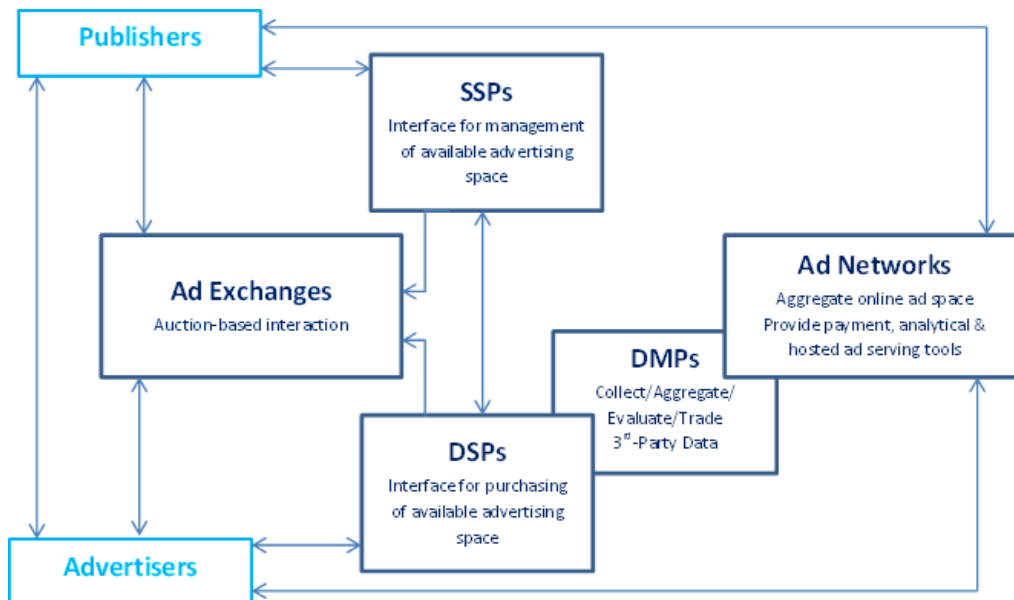 Publishers
SSPs
Interface for management
of available advertising
space
Ad Exchanges
Auction-based interaction
Ad Networks
Aggregate online ad space
Provide payment, analytical &
hosted ad serving tools
DMPs
Collect/Aggregate/
Evaluate/Trade
3rd-Party Data
DSPs
Interface for purchasing
of available advertising
space
Advertisers